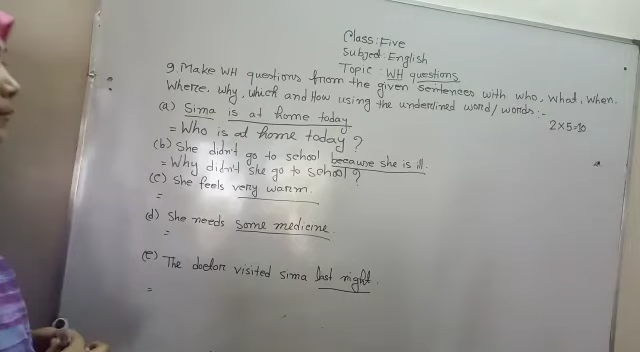 Class: Five
Subject: English
Topic: WH questions
9. Make WH questions from the given sentences with who, what, when,
Where, why, which and How using the underlined word/words:-
2x5=10
(a) Sima is at home today
= Who is at home today?
(b) She didn't go to school because she is ill.
= Why didn't she go to school?
(c) She feels very warm.
=
(d) She needs some medicine.
=
(e) The doctor visited sima last night.
=